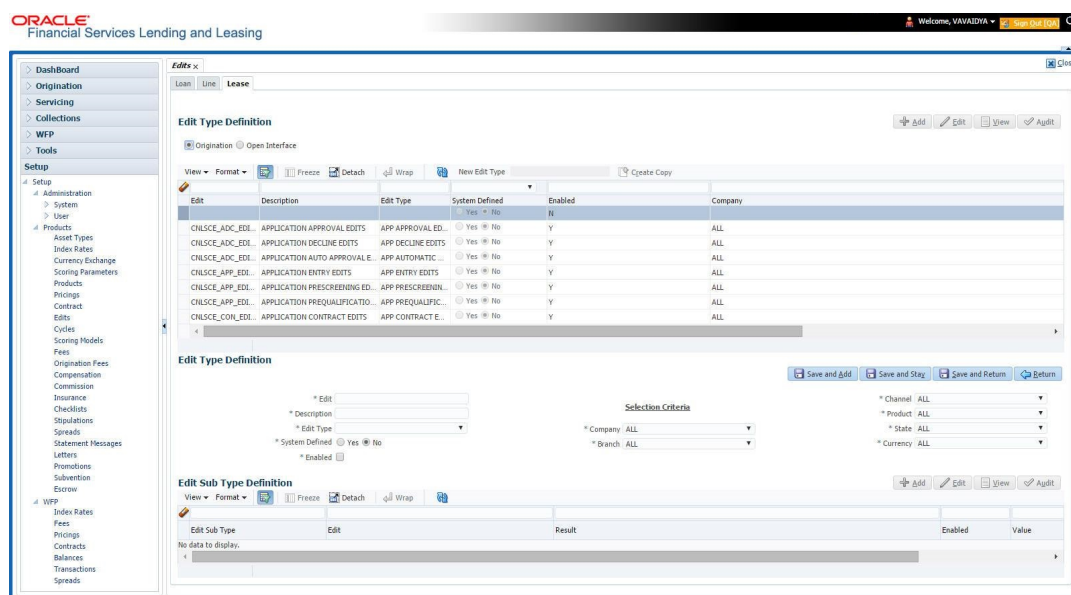 ORACLE
Financial Services Lending and Leasing
Welcome, VAVAIDYA
Sign Out [QA]
DashBoard
Origination
Servicing
Collections
WFP
Tools
Setup
Setup
Administration
System
User
Products
Asset Types
Index Rates
Currency Exchange
Scoring Parameters
Products
Pricings
Contract
Edits
Cycles
Scoring Models
Fees
Origination Fees
Compensation
Commission
Insurance
Checklists
Stipulations
Spreads
Statement Messages
Letters
Promotions
Subvention
Escrow
WFP
Index Rates
Fees
Pricings
Contracts
Balances
Transactions
Spreads
Edits x
Clos
Loan Line Lease
Edit Type Definition
Add Edit View Audit
Origination Open Interface
View Format Freeze Detach Wrap New Edit Type Create Copy
Edit Description Edit Type System Defined Enabled Company
Yes No N
CNLSCE_ADC_EDI... APPLICATION APPROVAL EDITS APP APPROVAL ED... Yes No Y ALL
CNLSCE_ADC_EDI... APPLICATION DECLINE EDITS APP DECLINE EDITS Yes No Y ALL
CNLSCE_ADC_EDI... APPLICATION AUTO APPROVAL E... APP AUTOMATIC ... Yes No Y ALL
CNLSCE_APP_EDI... APPLICATION ENTRY EDITS APP ENTRY EDITS Yes No Y ALL
CNLSCE_APP_EDI... APPLICATION PRESCREENING ED... APP PRESCREENIN... Yes No Y ALL
CNLSCE_APP_EDI... APPLICATION PREQUALIFICATIO... APP PREQUALIFIC... Yes No Y ALL
CNLSCE_CON_EDI... APPLICATION CONTRACT EDITS APP CONTRACT E... Yes No Y ALL
Edit Type Definition
Save and Add Save and Stay Save and Return Return
* Edit
* Description
* Edit Type
* System Defined Yes No
* Enabled
Selection Criteria
* Company ALL
* Branch ALL
* Channel ALL
* Product ALL
* State ALL
* Currency ALL
Edit Sub Type Definition
Add Edit View Audit
View Format Freeze Detach Wrap
Edit Sub Type Edit Result Enabled Value
No data to display.